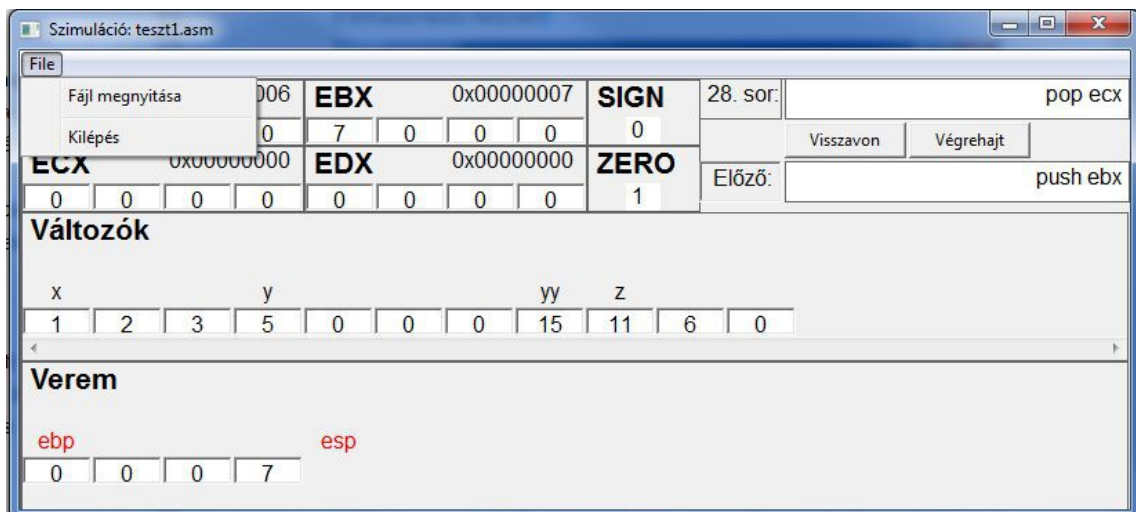 Szimuláció: teszt1.asm
File
Fájl megnyitása
Kilépés
006 EBX 0x00000007 SIGN 28. sor: pop ecx
0 7 0 0 0 0 Visszavon Végrehajt
ECX 0x00000000 EDX 0x00000000 ZERO Előző: push ebx
0 0 0 0 0 0 0 0 1
Változók
x y yy z
1 2 3 5 0 0 0 15 11 6 0
Verem
ebp esp
0 0 0 7